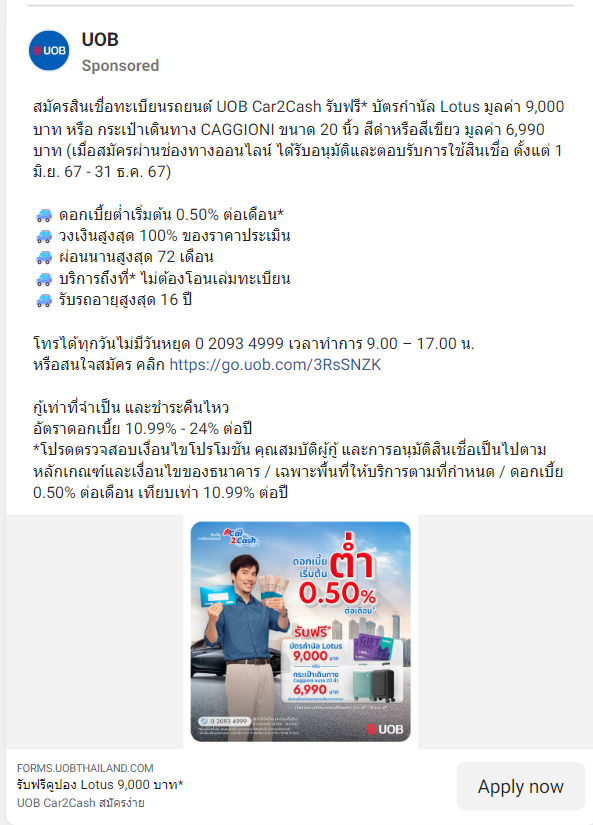 UOB
UOB
Sponsored
สมัครสินเชื่อทะเบียนรถยนต์ UOB Car2Cash รับฟรี* บัตรกำนัล Lotus มูลค่า 9,000
บาท หรือ กระเป๋าเดินทาง CAGGIONI ขนาด 20 นิ้ว สีดำหรือสีเขียว มูลค่า 6,990
บาท (เมื่อสมัครผ่านช่องทางออนไลน์ ได้รับอนุมัติและตอบรับการใช้สินเชื่อ ตั้งแต่ 1
มิ.ย. 67 - 31 ธ.ค. 67)
🚙 ดอกเบี้ยต่ำเริ่มต้น 0.50% ต่อเดือน*
🚙 วงเงินสูงสุด 100% ของราคาประเมิน
🚙 ผ่อนนานสูงสุด 72 เดือน
🚙 บริการถึงที่* ไม่ต้องโอนเล่มทะเบียน
🚙 รับรถอายุสูงสุด 16 ปี
โทรได้ทุกวันไม่มีวันหยุด 0 2093 4999 เวลาทำการ 9.00 – 17.00 น.
หรือสนใจสมัคร คลิก https://go.uob.com/3RsSNZK
กู้เท่าที่จำเป็น และชำระคืนไหว
อัตราดอกเบี้ย 10.99% - 24% ต่อปี
*โปรดตรวจสอบเงื่อนไขโปรโมชัน คุณสมบัติผู้กู้ และการอนุมัติสินเชื่อเป็นไปตาม
หลักเกณฑ์และเงื่อนไขของธนาคาร / เฉพาะพื้นที่ให้บริการตามที่กำหนด / ดอกเบี้ย
0.50% ต่อเดือน เทียบเท่า 10.99% ต่อปี
Car
2Cash
ดอกเบี้ย
เริ่มต้น ต่ำ
0.50%
ต่อเดือน*
รับฟรี*
บัตรกำนัล Lotus
9,000 บาท
หรือ
กระเป๋าเดินทาง
Caggioni ขนาด 20 นิ้ว
6,990 บาท
GIFT
0 2093 4999
UOB
FORMS.UOBTHAILAND.COM
รับฟรีคูปอง Lotus 9,000 บาท*
UOB Car2Cash สมัครง่าย
Apply now